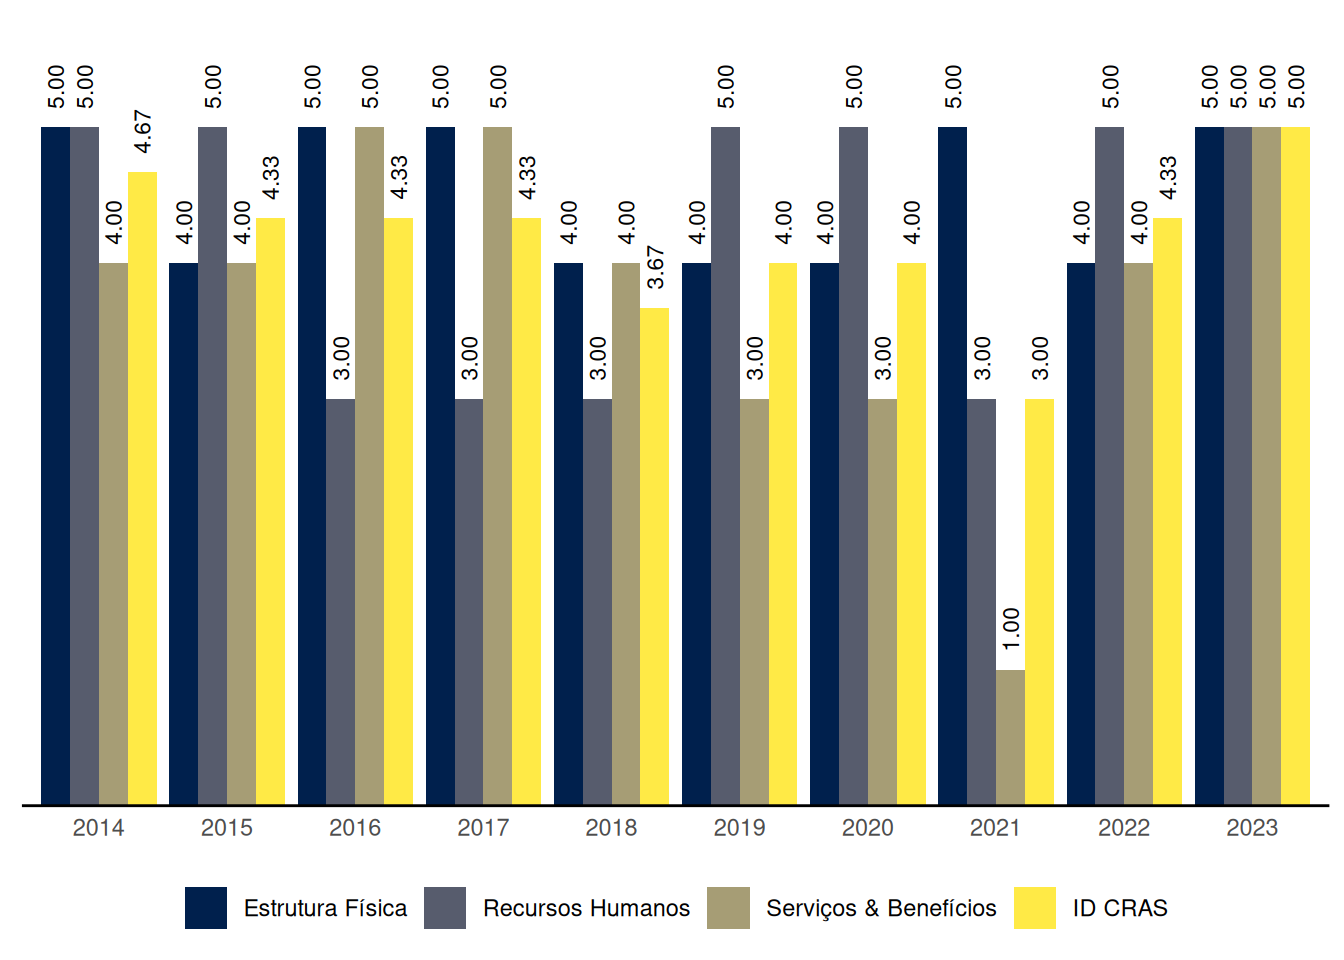 5.00 5.00 4.00 4.67 4.00 5.00 4.00 4.33 5.00 3.00 5.00 4.33 5.00 3.00 5.00 4.33 4.00 3.00 4.00 3.67 4.00 5.00 3.00 4.00 4.00 5.00 3.00 4.00 5.00 3.00 1.00 3.00 4.00 5.00 4.00 4.33 5.00 5.00 5.00 5.00
2014 2015 2016 2017 2018 2019 2020 2021 2022 2023
Estrutura Física Recursos Humanos Serviços & Benefícios ID CRAS